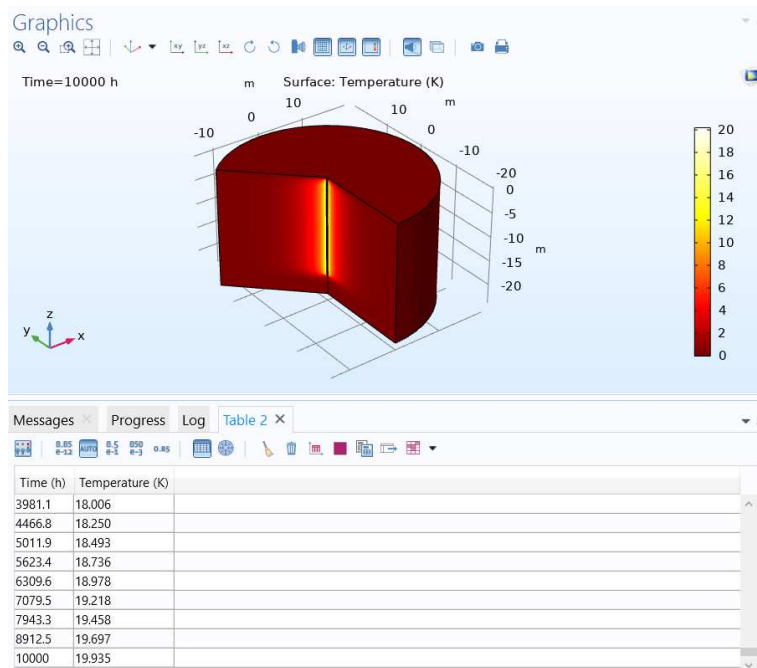 Graphics
xy yz xz
Time=10000 h
m
Surface: Temperature (K)
10
0
-10
10
m
0
-10
-20
0
-5
-10
m
-15
-20
20
18
16
14
12
10
8
6
4
2
0
z
y
x
Messages Progress Log Table 2
8.85 e-12 AUTO 8.5 e-1 850 e-3 0.85
Time (h) Temperature (K)
3981.1 18.006
4466.8 18.250
5011.9 18.493
5623.4 18.736
6309.6 18.978
7079.5 19.218
7943.3 19.458
8912.5 19.697
10000 19.935